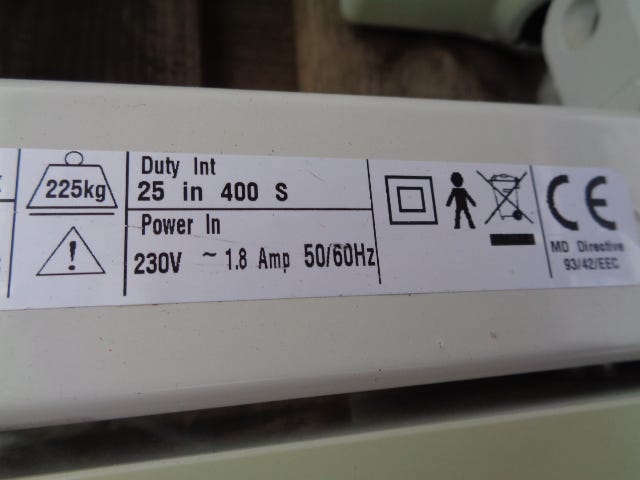 225kg
Duty Int
25 in 400 S
Power In
230V ~ 1.8 Amp 50/60Hz
!
CE
MD Directive
93/42/EEC